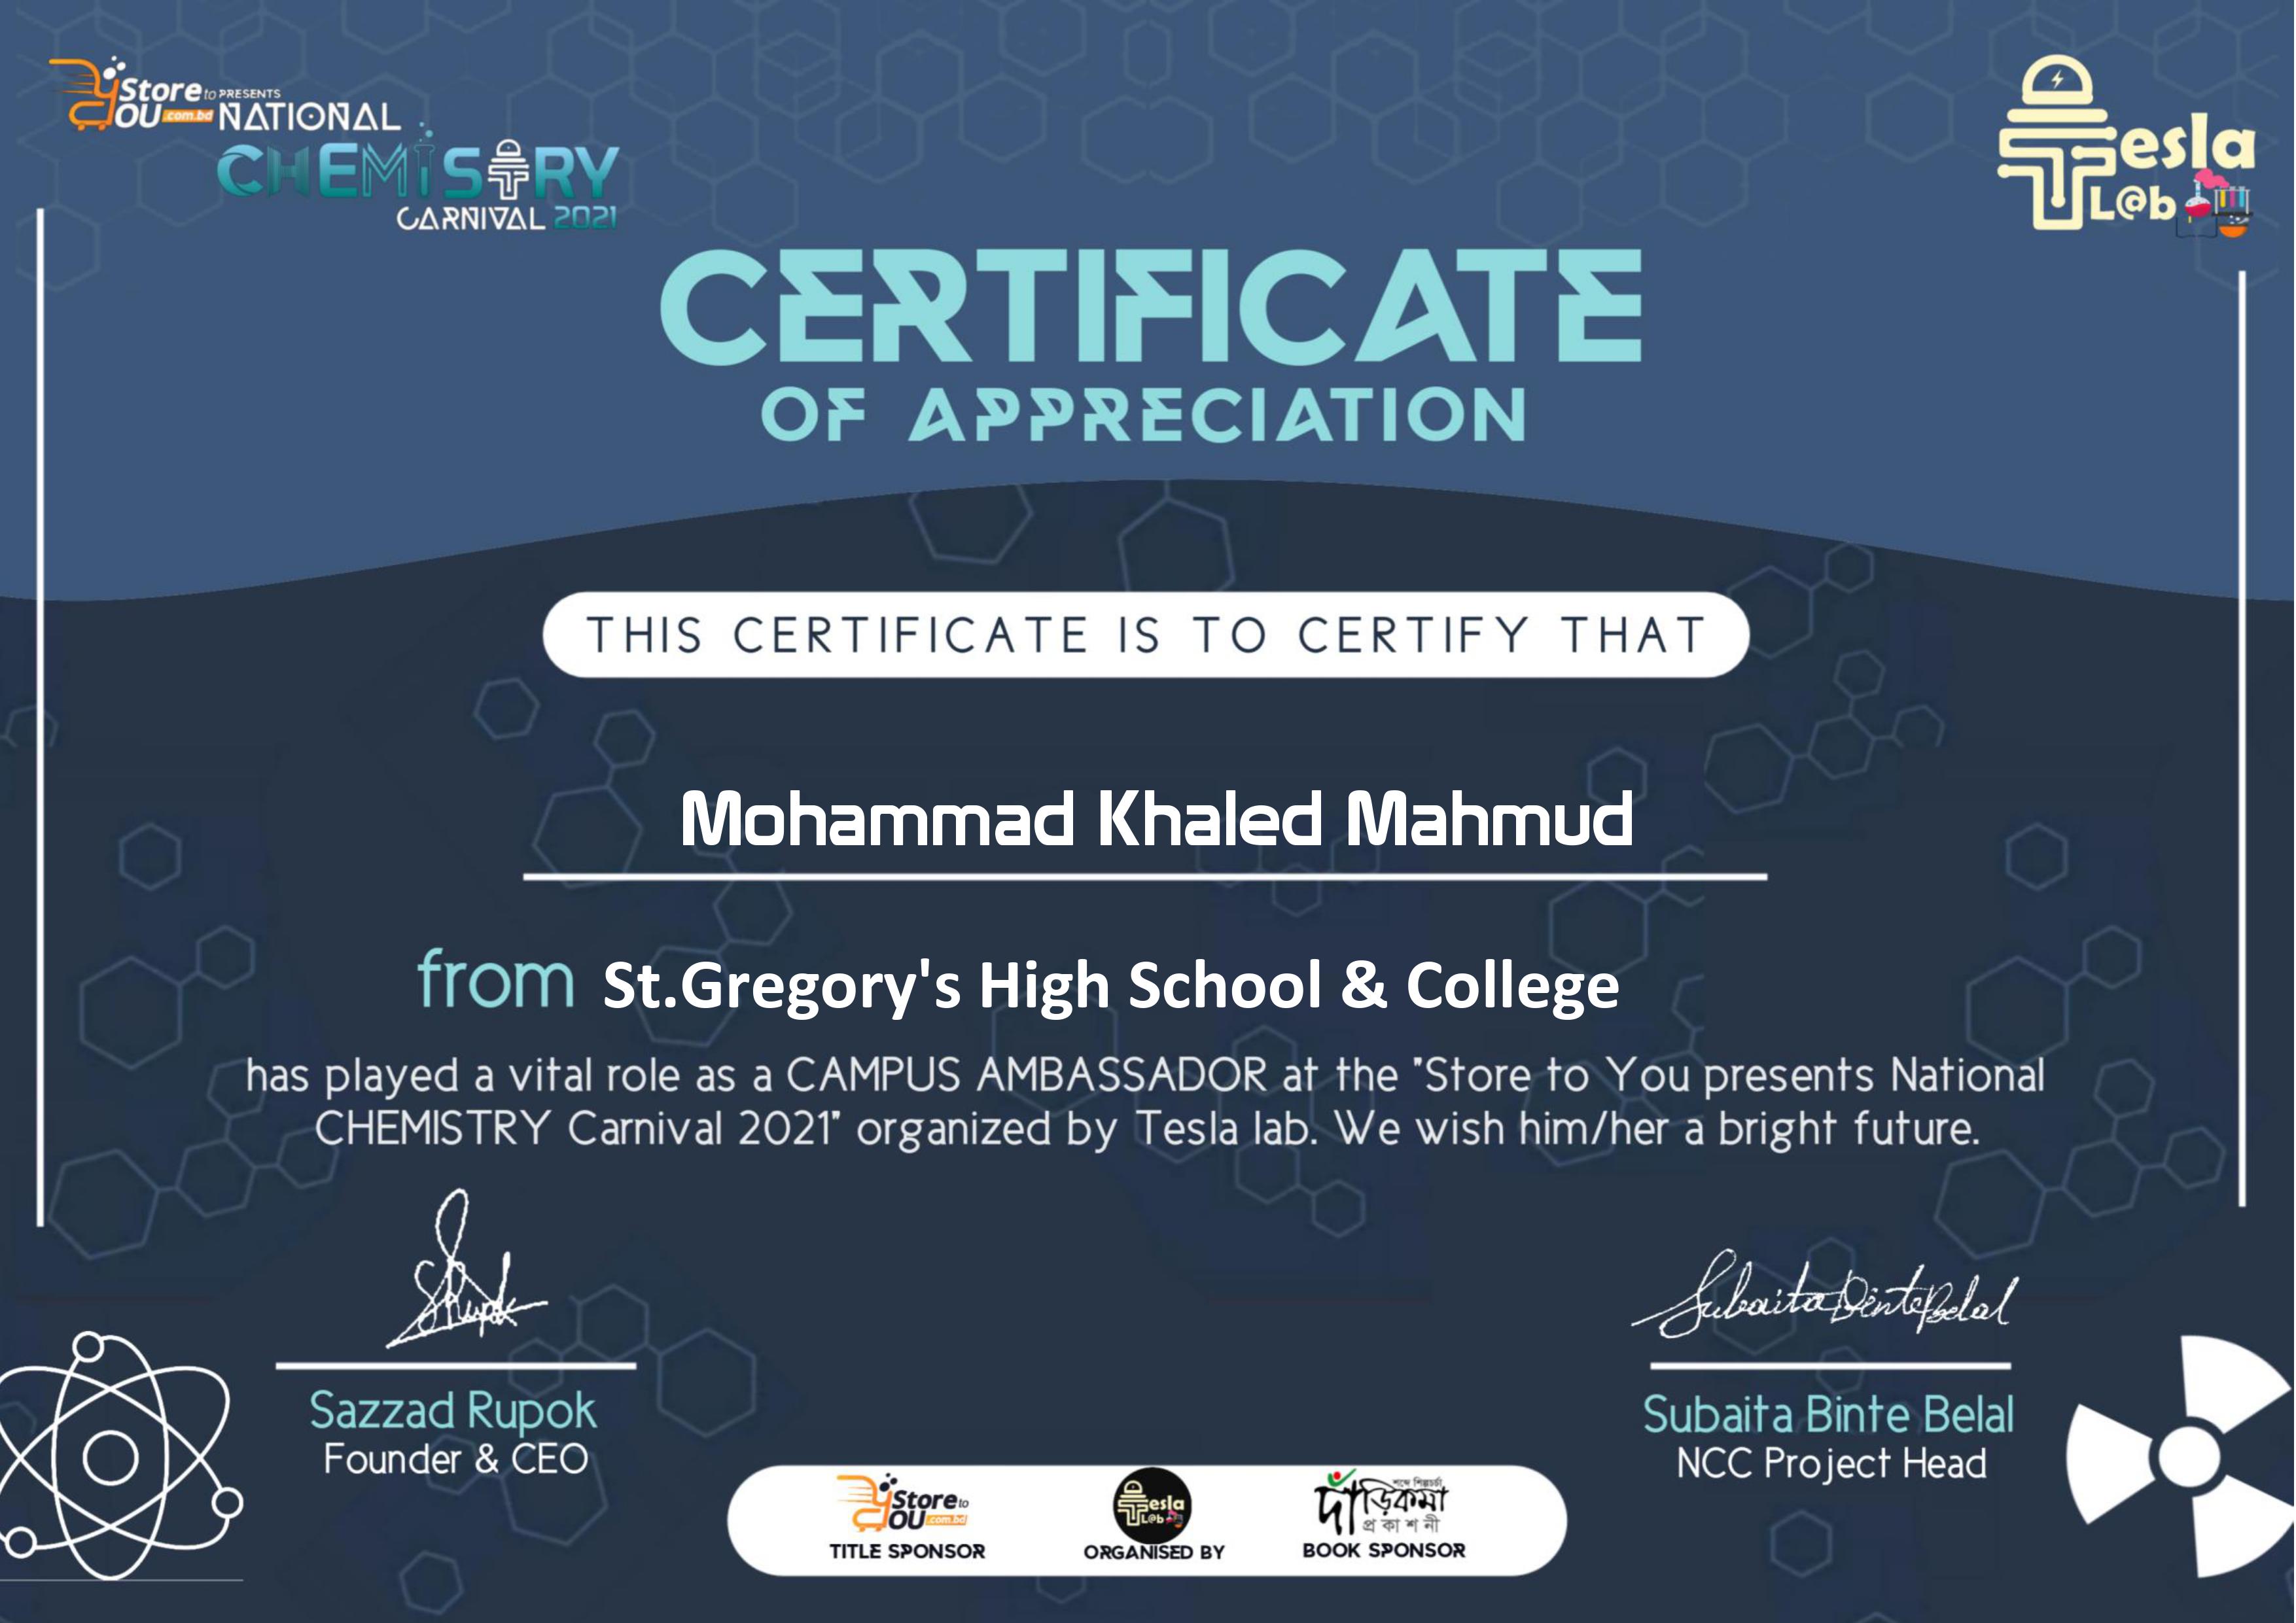 Store to PRESENTS
YOU .com.bd NATIONAL
CHEMISTRY
CARNIVAL 2021
Tesla
L@b
CERTIFICATE
OF APPRECIATION
THIS CERTIFICATE IS TO CERTIFY THAT
Mohammad Khaled Mahmud
from St.Gregory's High School & College
has played a vital role as a CAMPUS AMBASSADOR at the "Store to You presents National
CHEMISTRY Carnival 2021" organized by Tesla lab. We wish him/her a bright future.
Subaita Binte Belal
Sazzad Rupok
Founder & CEO
Subaita Binte Belal
NCC Project Head
Store to
YOU .com.bd
TITLE SPONSOR
Tesla
L@b
ORGANISED BY
শব্দে শিল্পচর্চা
দাঁড়িকমা
প্রকাশনী
BOOK SPONSOR